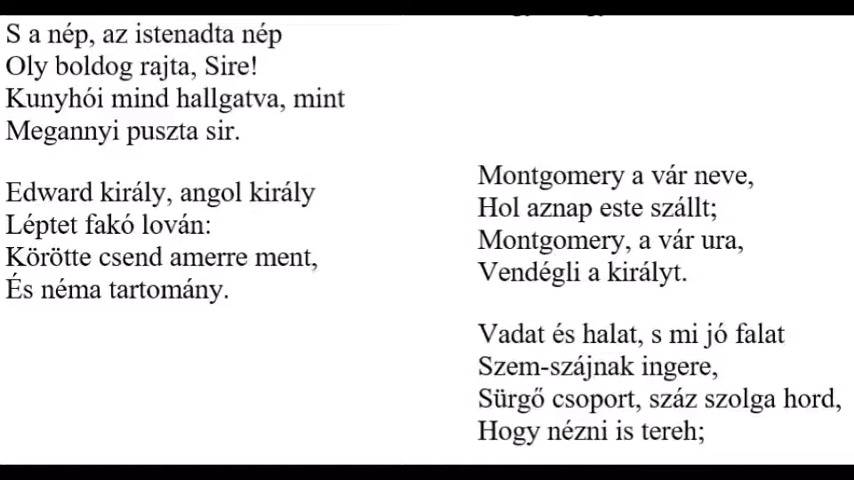 S a nép, az istenadta nép
Oly boldog rajta, Sire!
Kunyhói mind hallgatva, mint
Megannyi puszta sir.
Edward király, angol király
Léptet fakó lován:
Körötte csend amerre ment,
És néma tartomány.
Montgomery a vár neve,
Hol aznap este szállt;
Montgomery, a vár ura,
Vendégli a királyt.
Vadat és halat, s mi jó falat
Szem-szájnak ingere,
Sürgő csoport, száz szolga hord,
Hogy nézni is tereh;